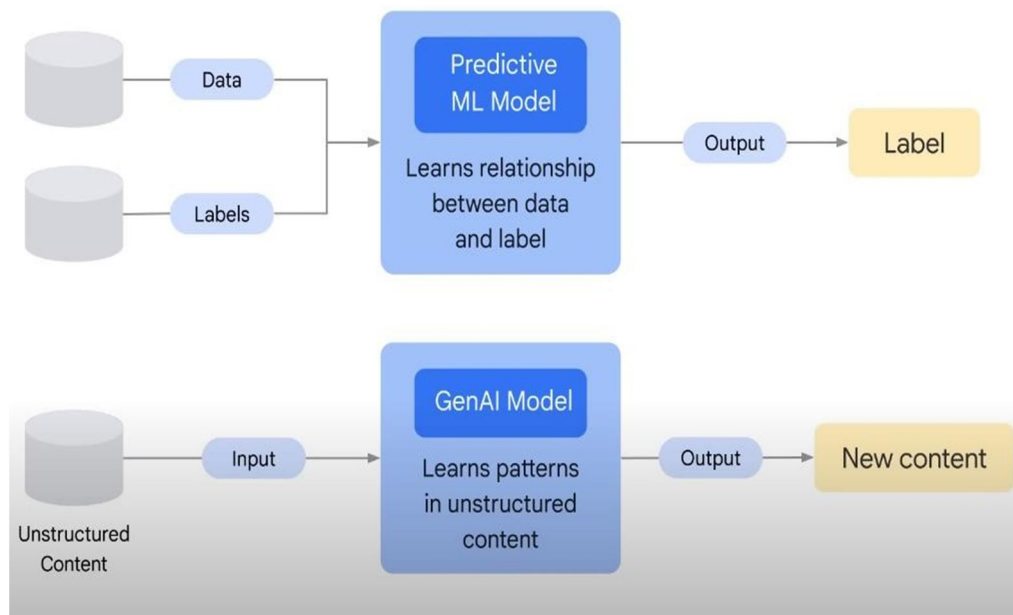 Data
Labels
Predictive
ML Model
Learns relationship
between data
and label
Output
Label
Unstructured
Content
Input
GenAI Model
Learns patterns
in unstructured
content
Output
New content